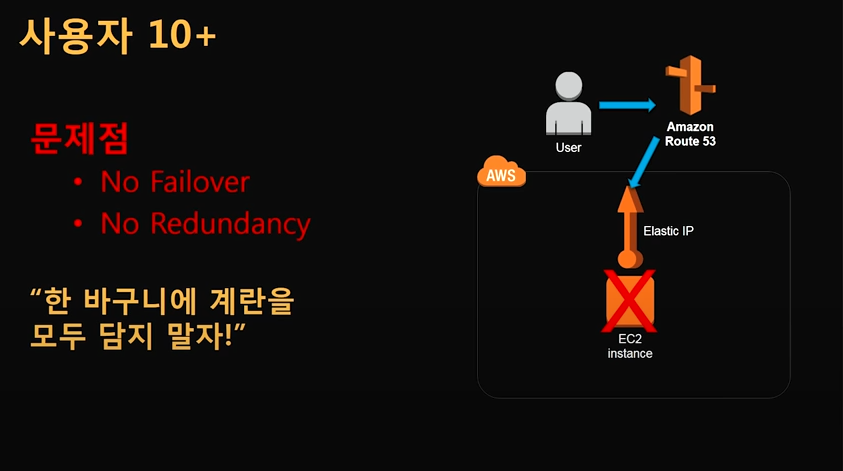 사용자 10+
문제점
• No Failover
• No Redundancy
“한 바구니에 계란을
모두 담지 말자!”
User
Amazon
Route 53
AWS
Elastic IP
EC2
instance